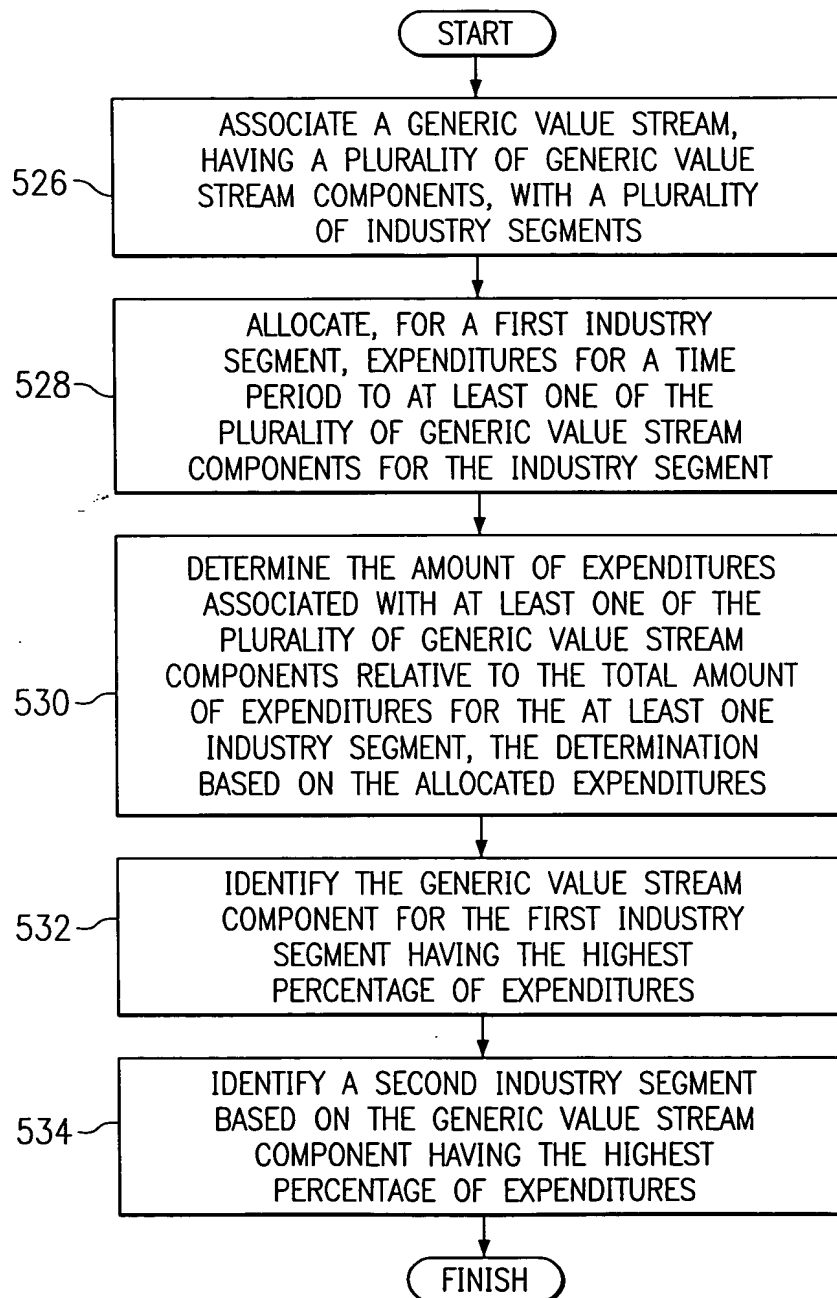 START
526
ASSOCIATE A GENERIC VALUE STREAM,
HAVING A PLURALITY OF GENERIC VALUE
STREAM COMPONENTS, WITH A PLURALITY
OF INDUSTRY SEGMENTS
528
ALLOCATE, FOR A FIRST INDUSTRY
SEGMENT, EXPENDITURES FOR A TIME
PERIOD TO AT LEAST ONE OF THE
PLURALITY OF GENERIC VALUE STREAM
COMPONENTS FOR THE INDUSTRY SEGMENT
530
DETERMINE THE AMOUNT OF EXPENDITURES
ASSOCIATED WITH AT LEAST ONE OF THE
PLURALITY OF GENERIC VALUE STREAM
COMPONENTS RELATIVE TO THE TOTAL AMOUNT
OF EXPENDITURES FOR THE AT LEAST ONE
INDUSTRY SEGMENT, THE DETERMINATION
BASED ON THE ALLOCATED EXPENDITURES
532
IDENTIFY THE GENERIC VALUE STREAM
COMPONENT FOR THE FIRST INDUSTRY
SEGMENT HAVING THE HIGHEST
PERCENTAGE OF EXPENDITURES
534
IDENTIFY A SECOND INDUSTRY SEGMENT
BASED ON THE GENERIC VALUE STREAM
COMPONENT HAVING THE HIGHEST
PERCENTAGE OF EXPENDITURES
FINISH